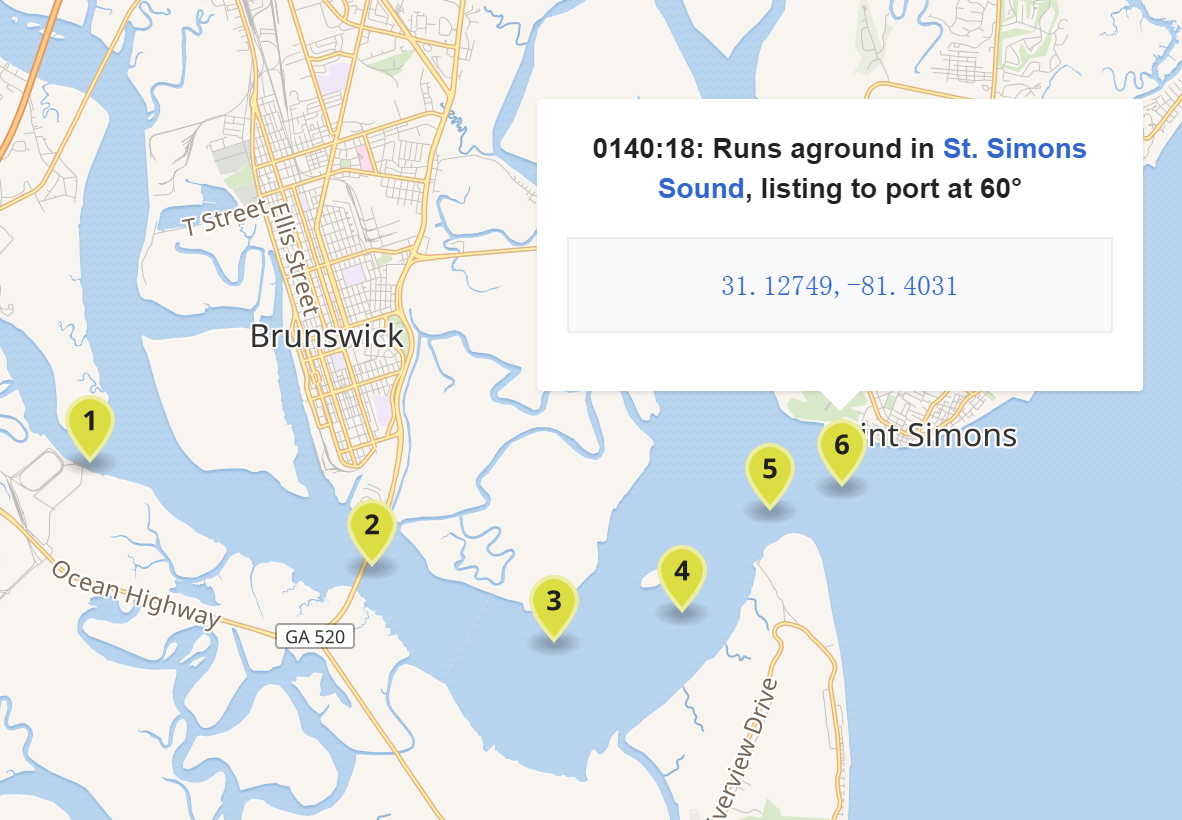 0140:18: Runs aground in St. Simons
Sound, listing to port at 60°
31.12749,-81.4031
T Street
Ellis Street
Brunswick
1
6
int Simons
5
2
4
3
Ocean Highway
GA 520
verview Drive